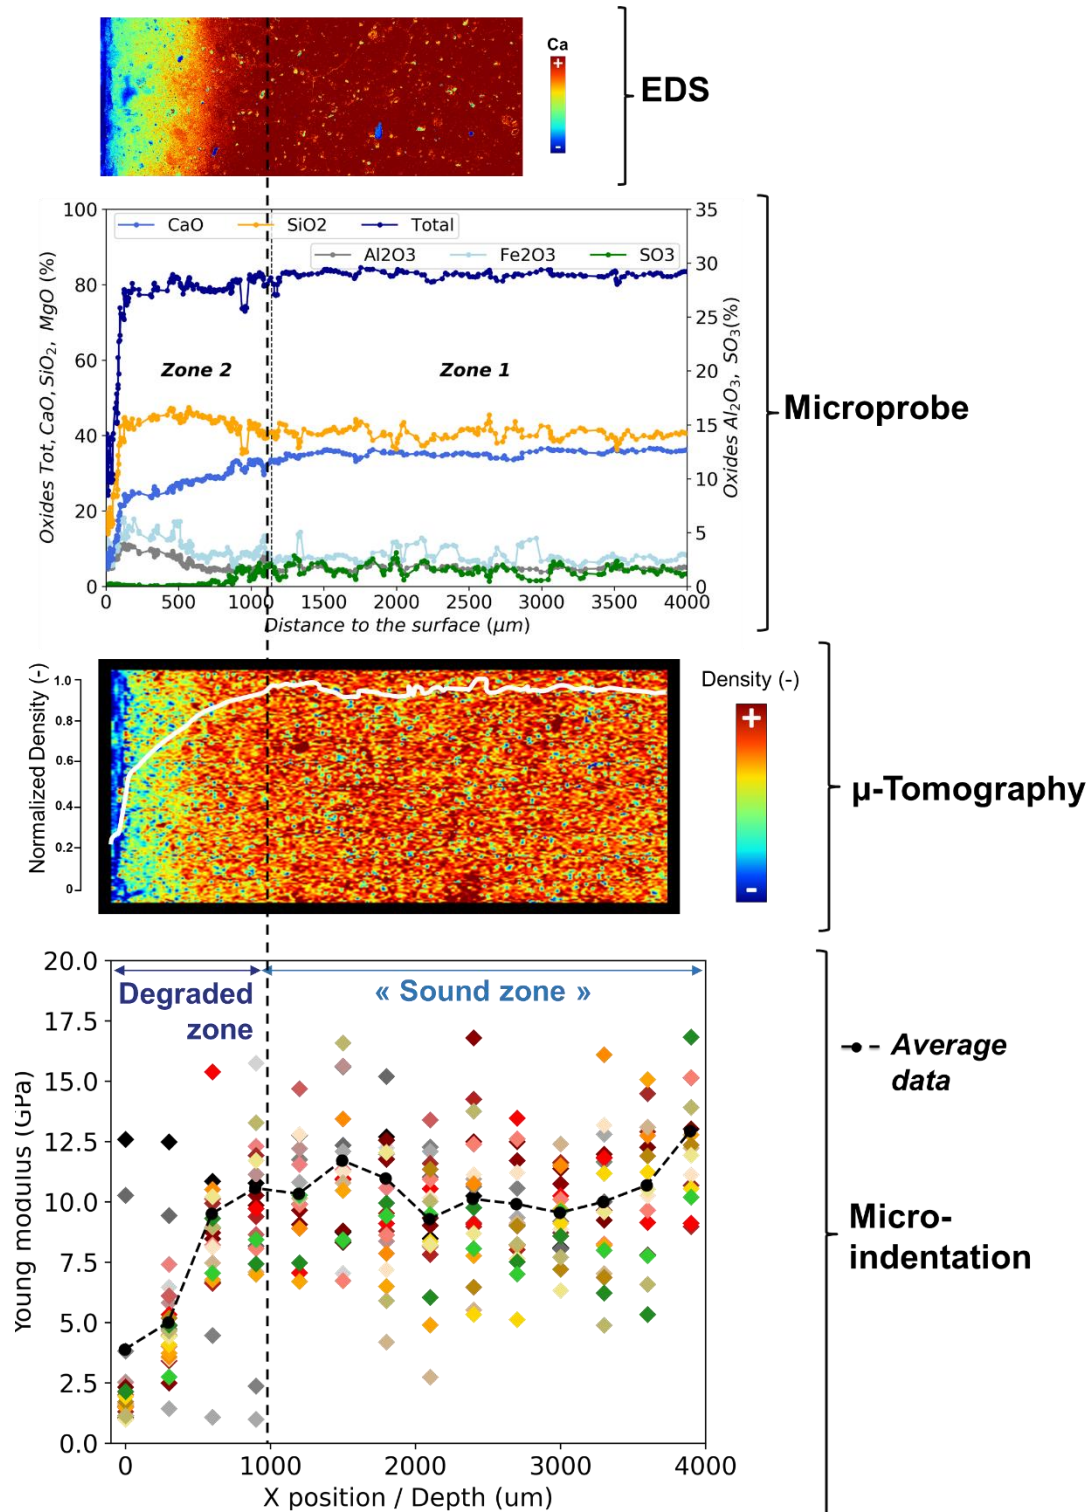 Ca
+
-
EDS
100
80
60
40
20
0
Oxides Tot, CaO, SiO2, MgO (%)
CaO SiO2 Total
Al2O3 Fe2O3 SO3
Zone 2
Zone 1
35
30
25
20
15
10
5
0
Oxides Al2O3, SO3(%)
0 500 1000 1500 2000 2500 3000 3500 4000
Distance to the surface (µm)
Microprobe
Normalized Density (-)
1.0
0.8
0.6
0.4
0.2
0
Density (-)
+
-
µ-Tomography
20.0
17.5
15.0
12.5
10.0
7.5
5.0
2.5
0.0
Young modulus (GPa)
Degraded
zone
« Sound zone »
0 1000 2000 3000 4000
X position / Depth (um)
Average
data
Micro-
indentation